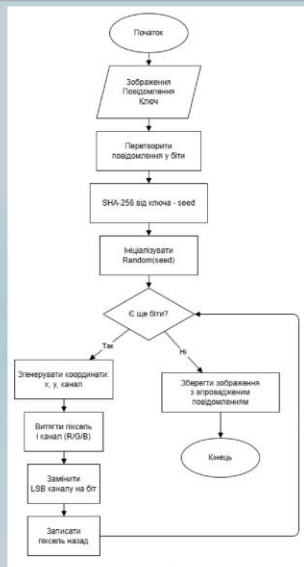 Початок
Зображення
Повідомлення
Ключ
Перетворити
повідомлення у біти
SHA-256 від ключа - seed
Ініціалізувати
Random(seed)
Є ще біти?
Так
Ні
Згенерувати координати:
x, y, канал
Витягти піксель
і канал (R/G/B)
Замінити
LSB каналу на біт
Записати
піксель назад
Зберегти зображення
з впровадженим
повідомленням
Кінець